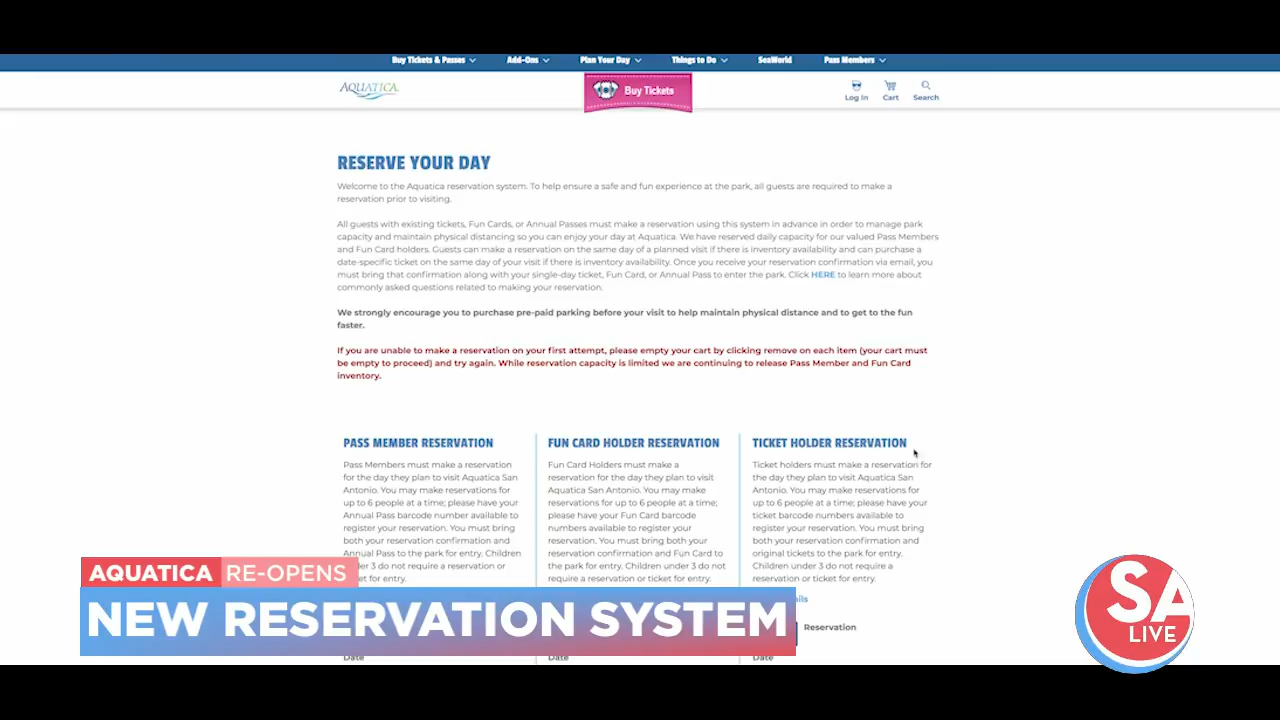 Buy Tickets & Passes Add-Ons Plan Your Day Things to Do SeaWorld Pass Members
AQUATICA
Buy Tickets
Log In Cart Search
RESERVE YOUR DAY
Welcome to the Aquatica reservation system. To help ensure a safe and fun experience at the park, all guests are required to make a
reservation prior to visiting.
All guests with existing tickets, Fun Cards, or Annual Passes must make a reservation using this system in advance in order to manage park
capacity and maintain physical distancing so you can enjoy your day at Aquatica. We have reserved daily capacity for our valued Pass Members
and Fun Card holders. Guests can make a reservation on the same day of a planned visit if there is inventory availability and can purchase a
date-specific ticket on the same day of your visit if there is inventory availability. Once you receive your reservation confirmation via email, you
must bring that confirmation along with your single-day ticket, Fun Card, or Annual Pass to enter the park. Click HERE to learn more about
commonly asked questions related to making your reservation.
We strongly encourage you to purchase pre-paid parking before your visit to help maintain physical distance and to get to the fun
faster.
If you are unable to make a reservation on your first attempt, please empty your cart by clicking remove on each item (your cart must
be empty to proceed) and try again. While reservation capacity is limited we are continuing to release Pass Member and Fun Card
inventory.
PASS MEMBER RESERVATION
Pass Members must make a reservation
for the day they plan to visit Aquatica
San Antonio. You may make
reservations for up to 6 people at a time; please have your
Annual Pass barcode number available to
register your reservation. You must bring
both your reservation confirmation and
Annual Pass to the park for entry. Children
under 3 do not require a reservation or
ticket for entry.
FUN CARD HOLDER RESERVATION
Fun Card Holders must make a
reservation for the day they plan to visit
Aquatica San Antonio. You may make
reservations for up to 6 people at a time;
please have your Fun Card barcode
numbers available to register your
reservation. You must bring both your
reservation confirmation and Fun Card to
the park for entry. Children under 3 do not
require a reservation or ticket for entry.
TICKET HOLDER RESERVATION
Ticket holders must make a reservation for
the day they plan to visit Aquatica San
Antonio. You may make reservations for
up to 6 people at a time; please have your
ticket barcode numbers available to
register your reservation. You must bring
both your reservation confirmation and
original tickets to the park for entry.
Children under 3 do not require a
reservation or ticket for entry.
Reservation
Date Date Date
AQUATICA RE-OPENS
NEW RESERVATION SYSTEM
SA
LIVE